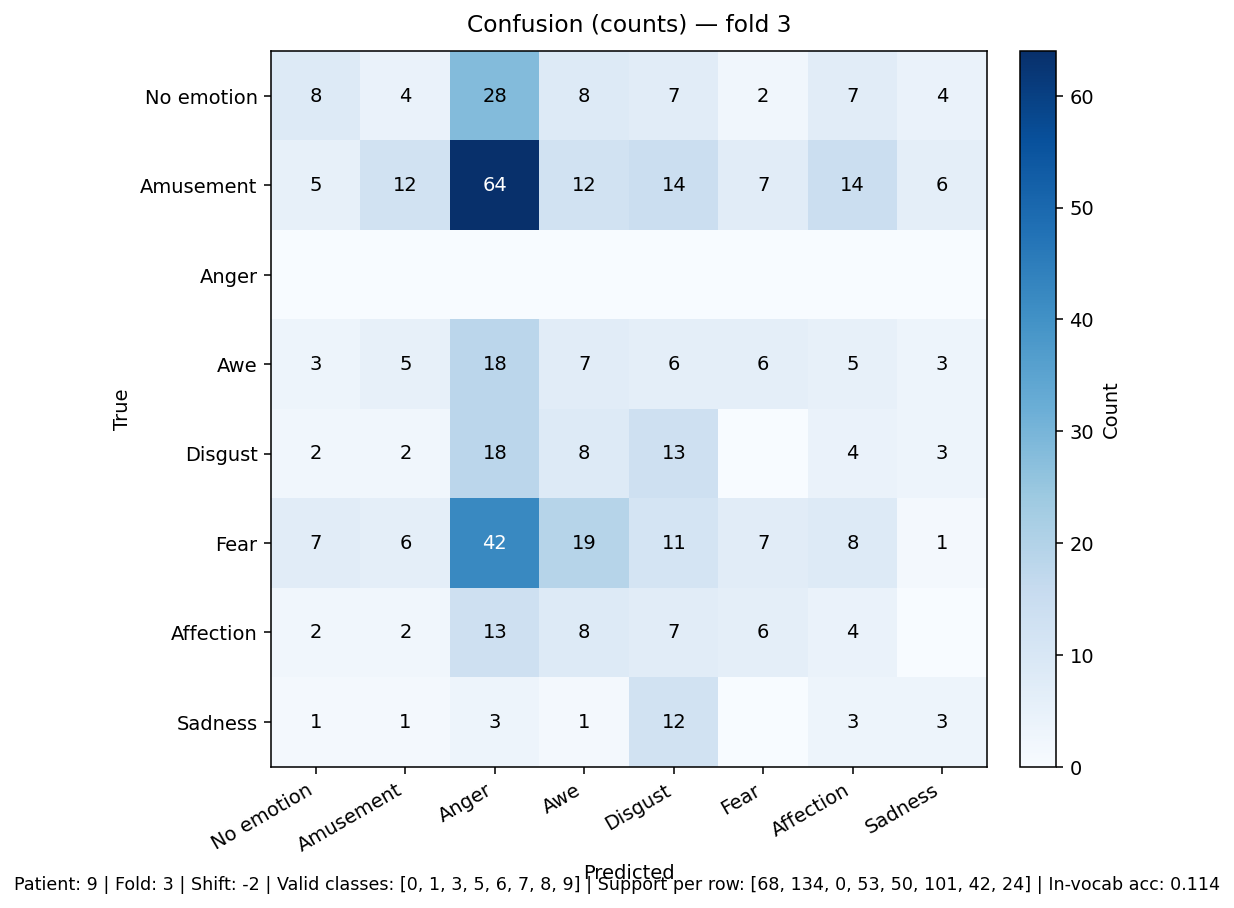 Confusion (counts) — fold 3
No emotion 8 4 28 8 7 2 7 4
Amusement 5 12 64 12 14 7 14 6
Anger
Awe 3 5 18 7 6 6 5 3
Disgust 2 2 18 8 13 4 3
Fear 7 6 42 19 11 7 8 1
Affection 2 2 13 8 7 6 4
Sadness 1 1 3 1 12 3 3
True
No emotion Amusement Anger Awe Disgust Fear Affection Sadness
Predicted
60
50
40
30
20
10
0
Count
Patient: 9 | Fold: 3 | Shift: -2 | Valid classes: [0, 1, 3, 5, 6, 7, 8, 9] | Support per row: [68, 134, 0, 53, 50, 101, 42, 24] | In-vocab acc: 0.114